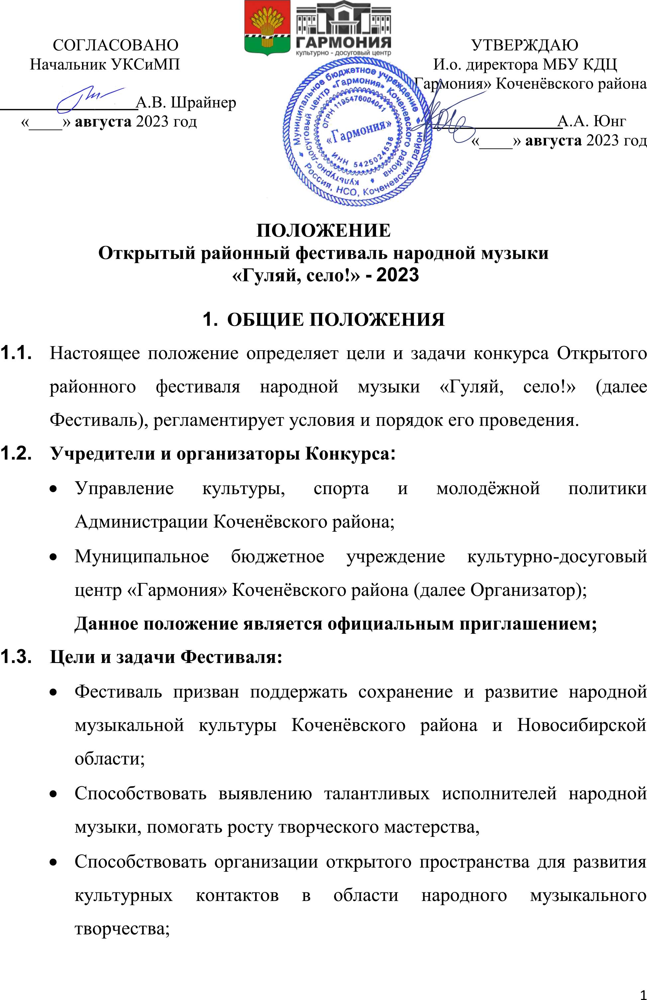 ГАРМОНИЯ
культурно - досуговый центр
СОГЛАСОВАНО
Начальник УКСиМП
А.В. Шрайнер
«____» августа 2023 год
УТВЕРЖДАЮ
И.о. директора МБУ КДЦ
Гармония» Коченёвского района
А.А. Юнг
«____» августа 2023 год
Муниципальное бюджетное учреждение
Россия, НСО, Коченевский район
культурно-досуговый центр «Гармония» Коченевского района
ОГРН 1195476004041
«Гармония»
ИНН 5425024536
ПОЛОЖЕНИЕ
Открытый районный фестиваль народной музыки
«Гуляй, село!» - 2023
1. ОБЩИЕ ПОЛОЖЕНИЯ
1.1. Настоящее положение определяет цели и задачи конкурса Открытого
районного фестиваля народной музыки «Гуляй, село!» (далее
Фестиваль), регламентирует условия и порядок его проведения.
1.2. Учредители и организаторы Конкурса:
• Управление культуры, спорта и молодёжной политики
Администрации Коченёвского района;
• Муниципальное бюджетное учреждение культурно-досуговый
центр «Гармония» Коченёвского района (далее Организатор);
Данное положение является официальным приглашением;
1.3. Цели и задачи Фестиваля:
• Фестиваль призван поддержать сохранение и развитие народной
музыкальной культуры Коченёвского района и Новосибирской
области;
• Способствовать выявлению талантливых исполнителей народной
музыки, помогать росту творческого мастерства,
• Способствовать организации открытого пространства для развития
культурных контактов в области народного музыкального
творчества;
1